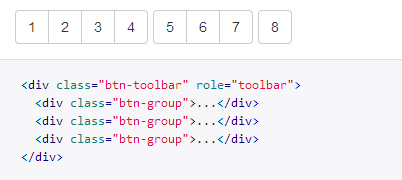 1 2 3 4 5 6 7 8
<div class="btn-toolbar" role="toolbar">
  <div class="btn-group">...</div>
  <div class="btn-group">...</div>
  <div class="btn-group">...</div>
</div>